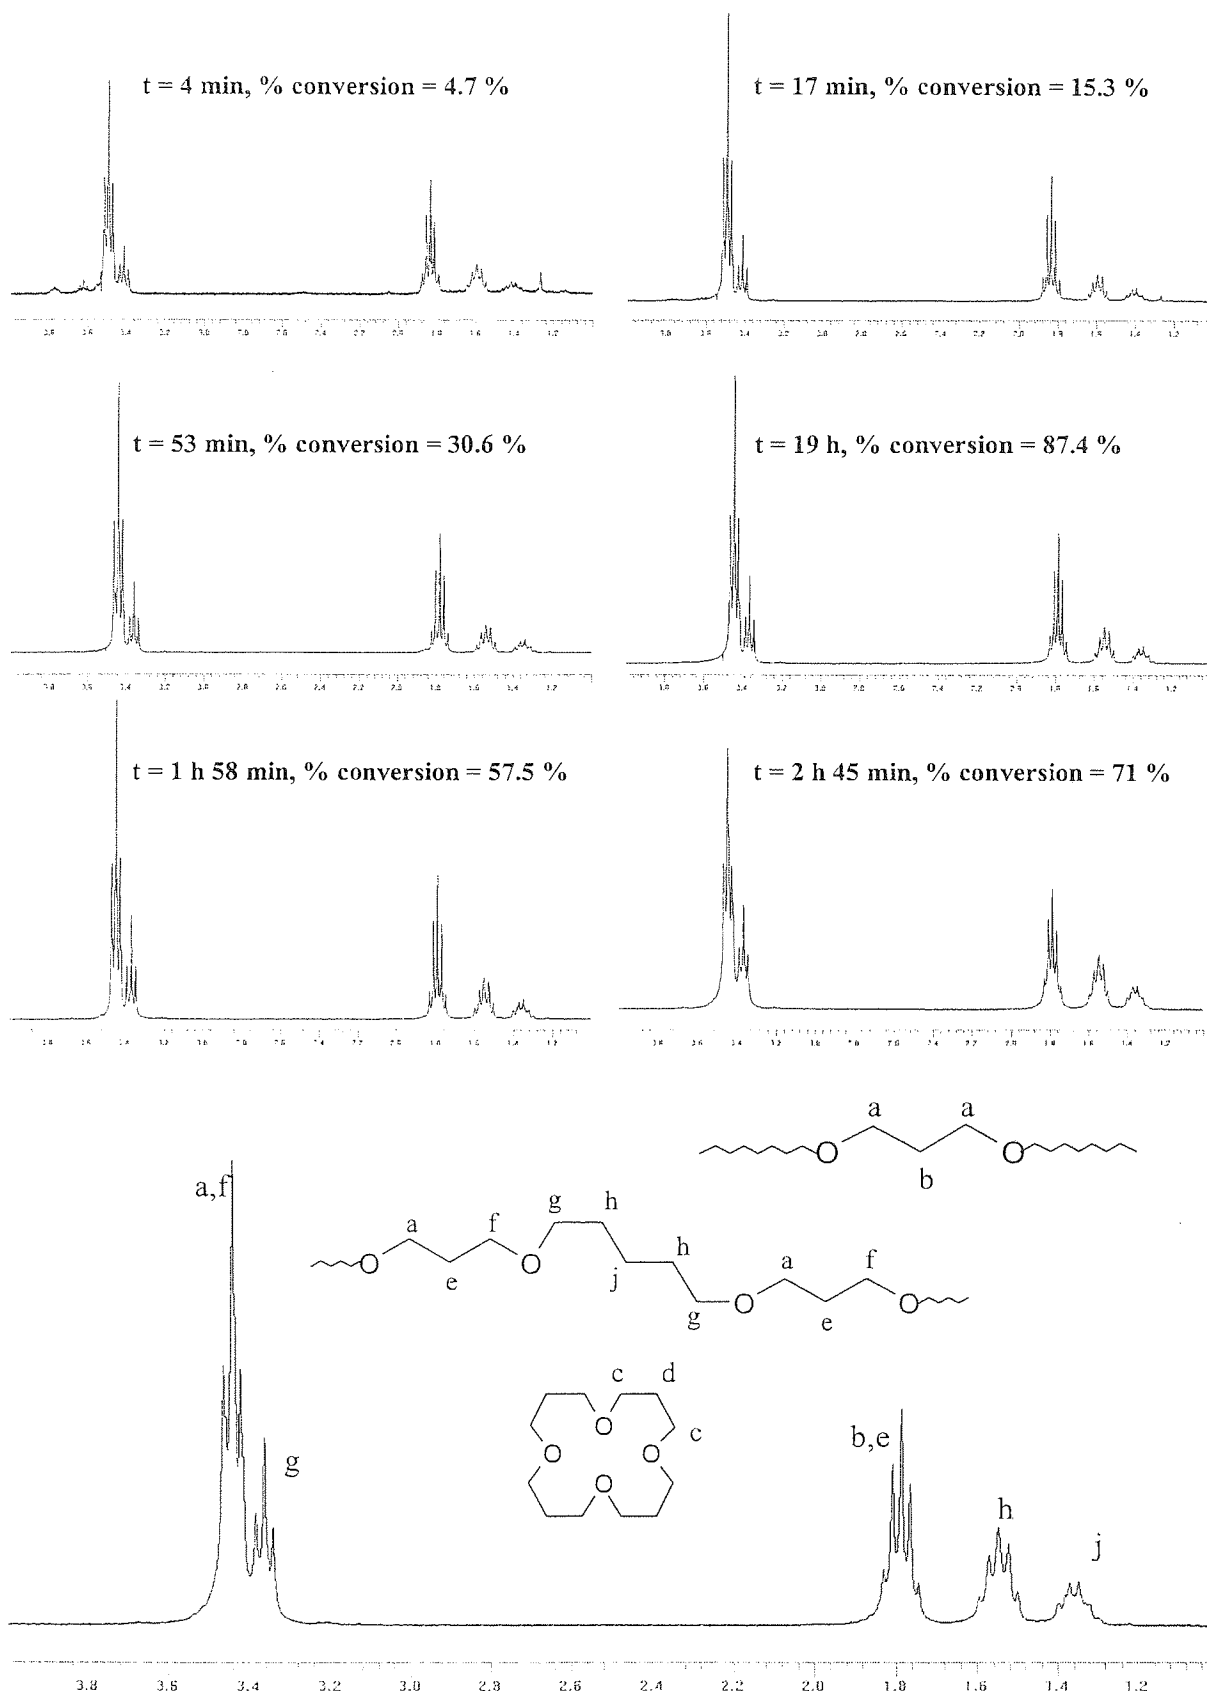 t = 4 min, % conversion = 4.7 %
t = 17 min, % conversion = 15.3 %
t = 53 min, % conversion = 30.6 %
t = 19 h, % conversion = 87.4 %
t = 1 h 58 min, % conversion = 57.5 %
t = 2 h 45 min, % conversion = 71 %
a a
O O
b
a,f
g h
a f
O O
e j
h
a f
g O O
e
c d
O
c
O O
O
g
b,e
h
j
3.8 3.6 3.4 3.2 3.0 2.8 2.6 2.4 2.2 2.0 1.8 1.6 1.4 1.2